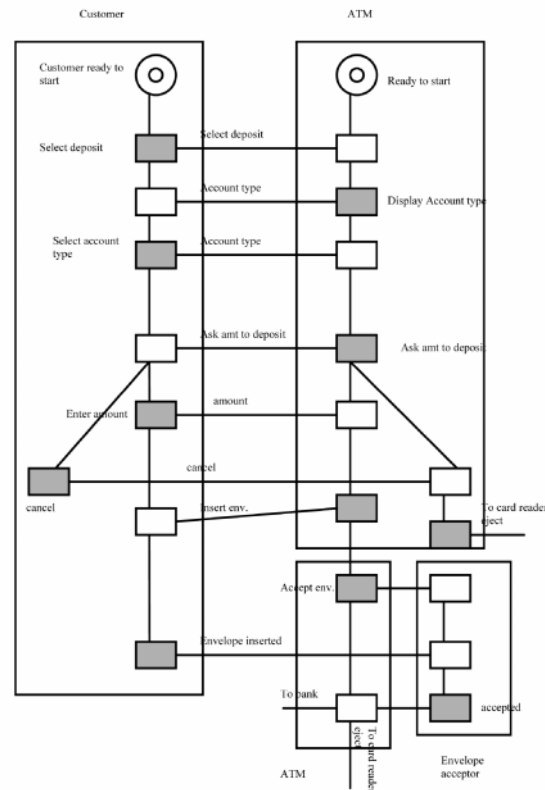 Customer
ATM
Customer ready to
start
Ready to start
Select deposit
Select deposit
Account type
Display Account type
Select account
type
Account type
Ask amt to deposit
Ask amt to deposit
Enter amount
amount
cancel
cancel
insert env.
To card reader
eject
Accept env.
Envelope inserted
To bank
accepted
To card reader
eject
ATM
Envelope
acceptor